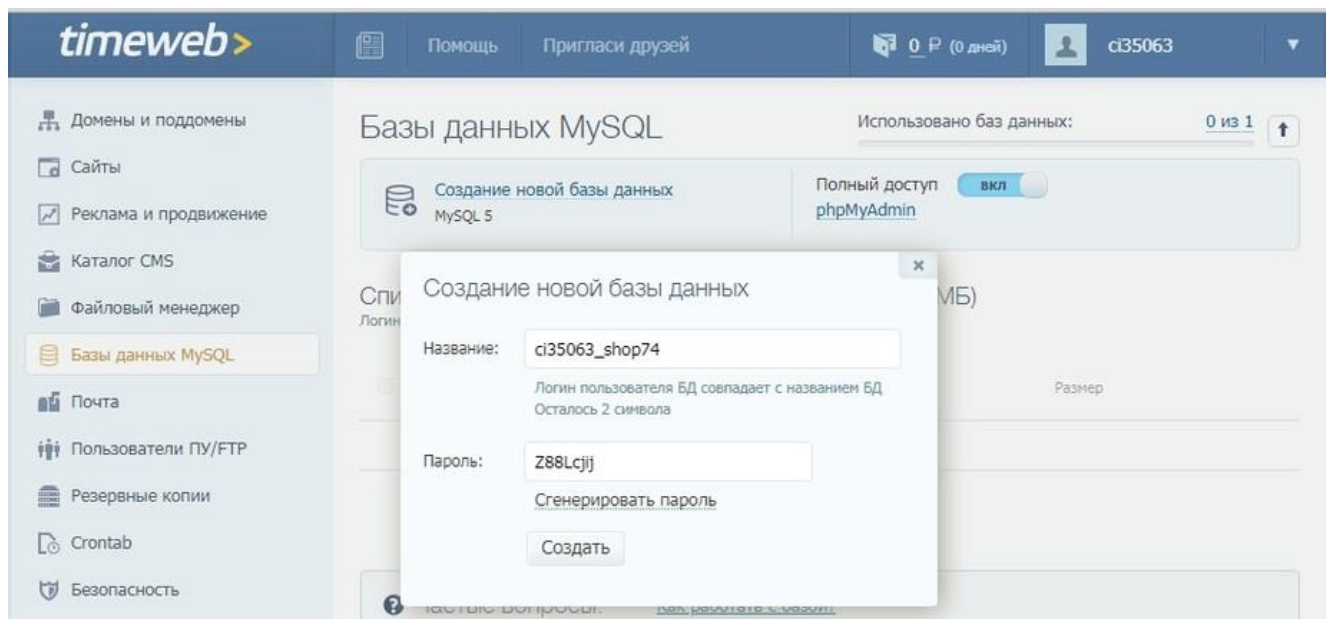 timeweb>
Помощь
Пригласи друзей
0 ₽ (0 дней)
ci35063
Домены и поддомены
Сайты
Реклама и продвижение
Каталог CMS
Файловый менеджер
Базы данных MySQL
Почта
Пользователи ПУ/FTP
Резервные копии
Crontab
Безопасность
Базы данных MySQL
Использовано баз данных:
0 из 1
Создание новой базы данных
MySQL 5
Полный доступ
вкл
phpMyAdmin
МБ)
Размер
Создание новой базы данных
Название:
ci35063_shop74
Логин пользователя БД совпадает с названием БД
Осталось 2 символа
Пароль:
Z88Lcjij
Сгенерировать пароль
Создать